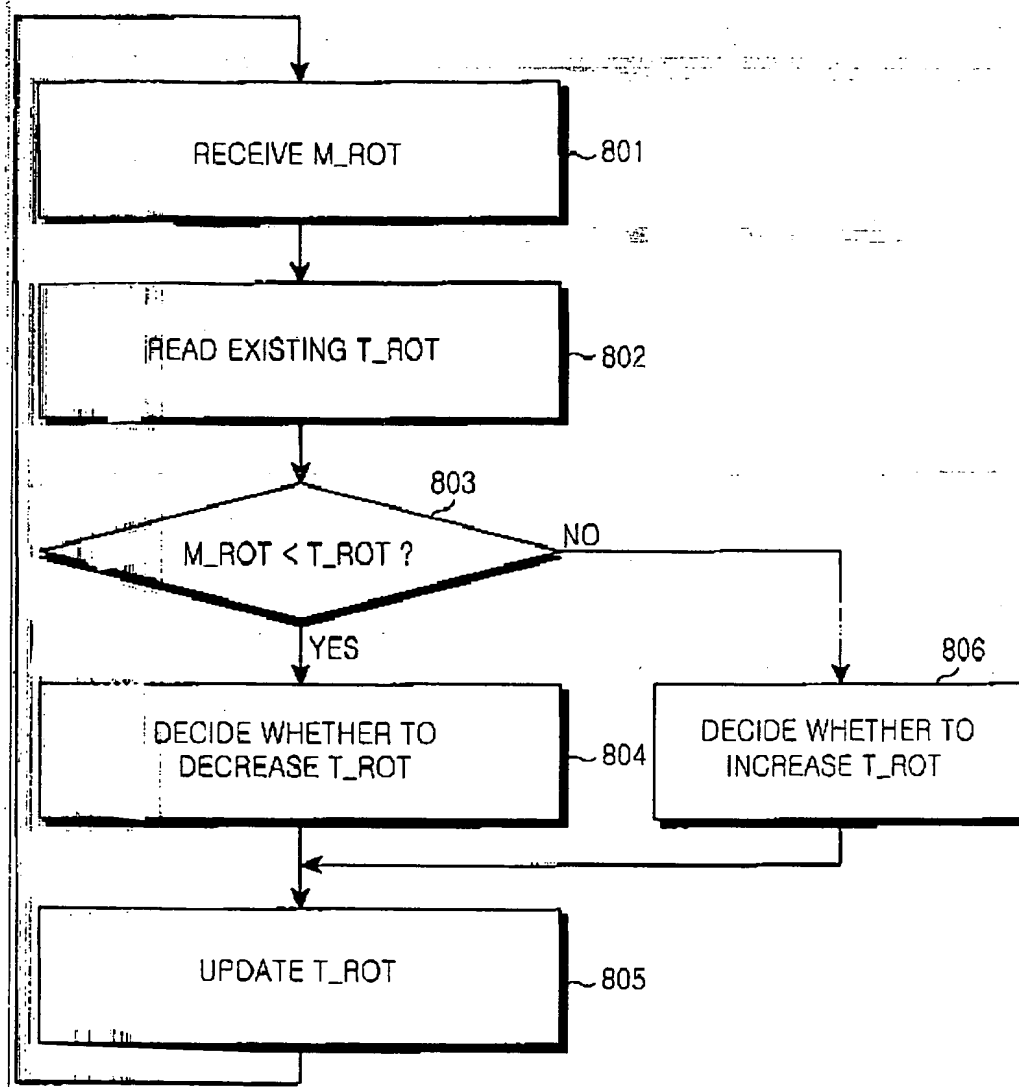 RECEIVE M_ROT
801
READ EXISTING T_ROT
802
803
M_ROT < T_ROT ?
NO
YES
806
DECIDE WHETHER TO
DECREASE T_ROT
804
DECIDE WHETHER TO
INCREASE T_ROT
UPDATE T_ROT
805